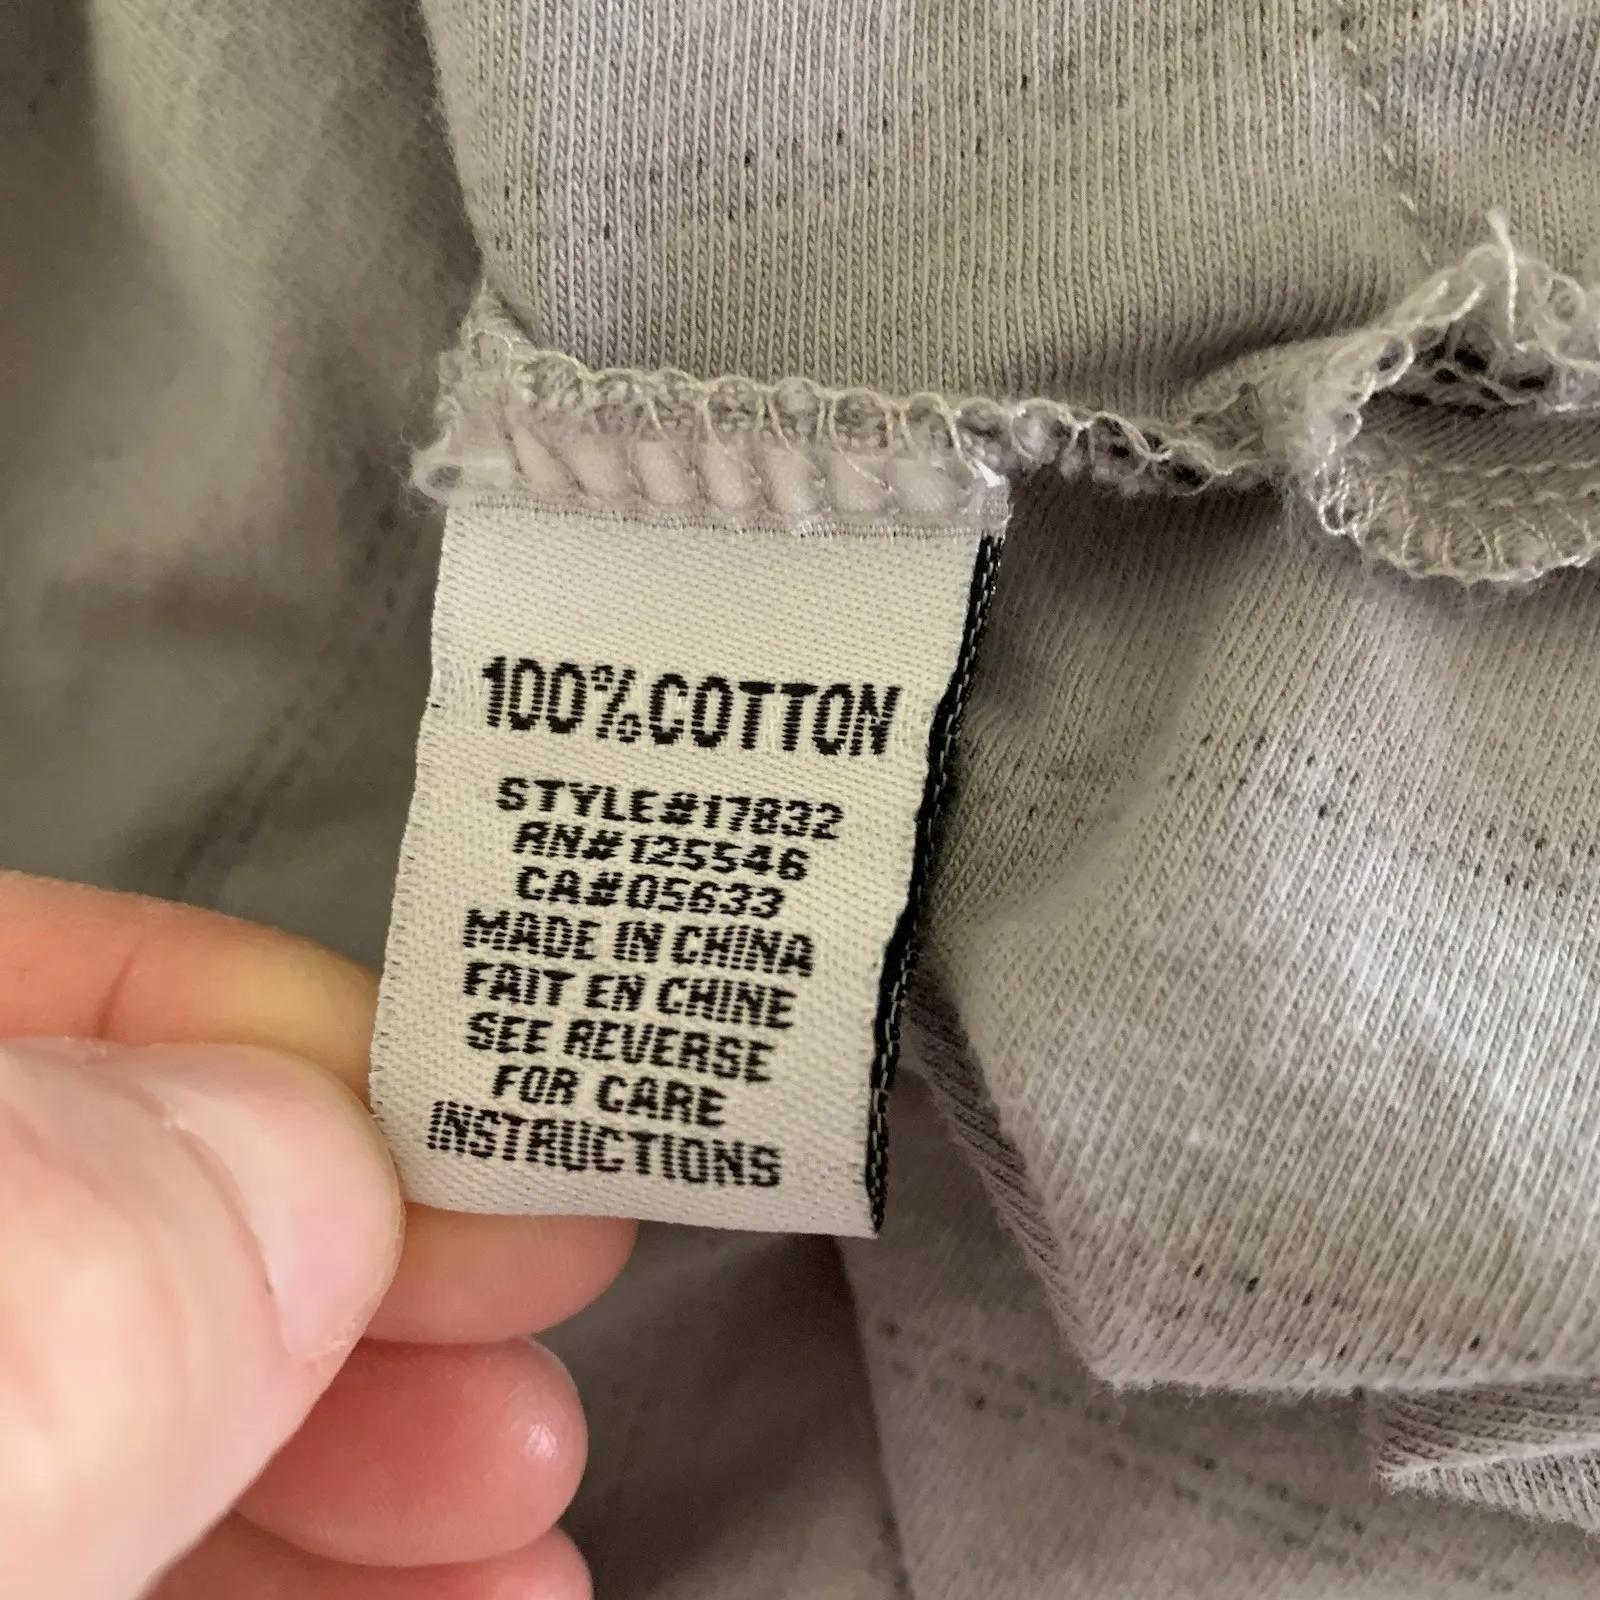 100%COTTON
STYLE#17832
RN#125546
CA#05633
MADE IN CHINA
FAIT EN CHINE
SEE REVERSE
FOR CARE
INSTRUCTIONS